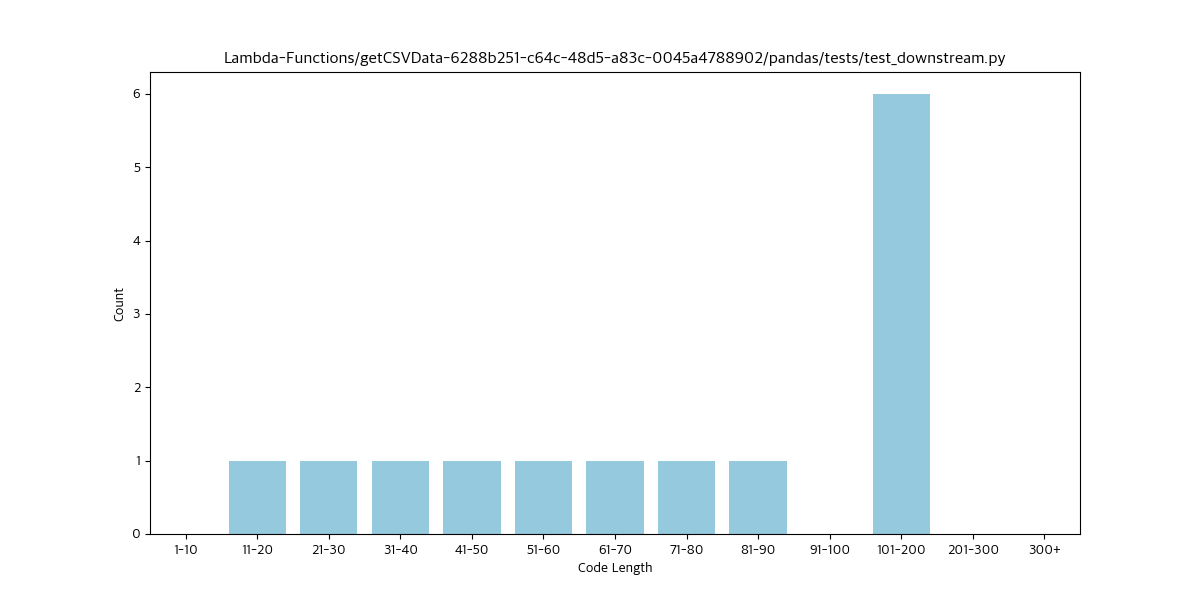 Lambda-Functions/getCSVData-6288b251-c64c-48d5-a83c-0045a4788902/pandas/tests/test_downstream.py
6
5
4
3
2
1
0
Count
1-10 11-20 21-30 31-40 41-50 51-60 61-70 71-80 81-90 91-100 101-200 201-300 300+
Code Length